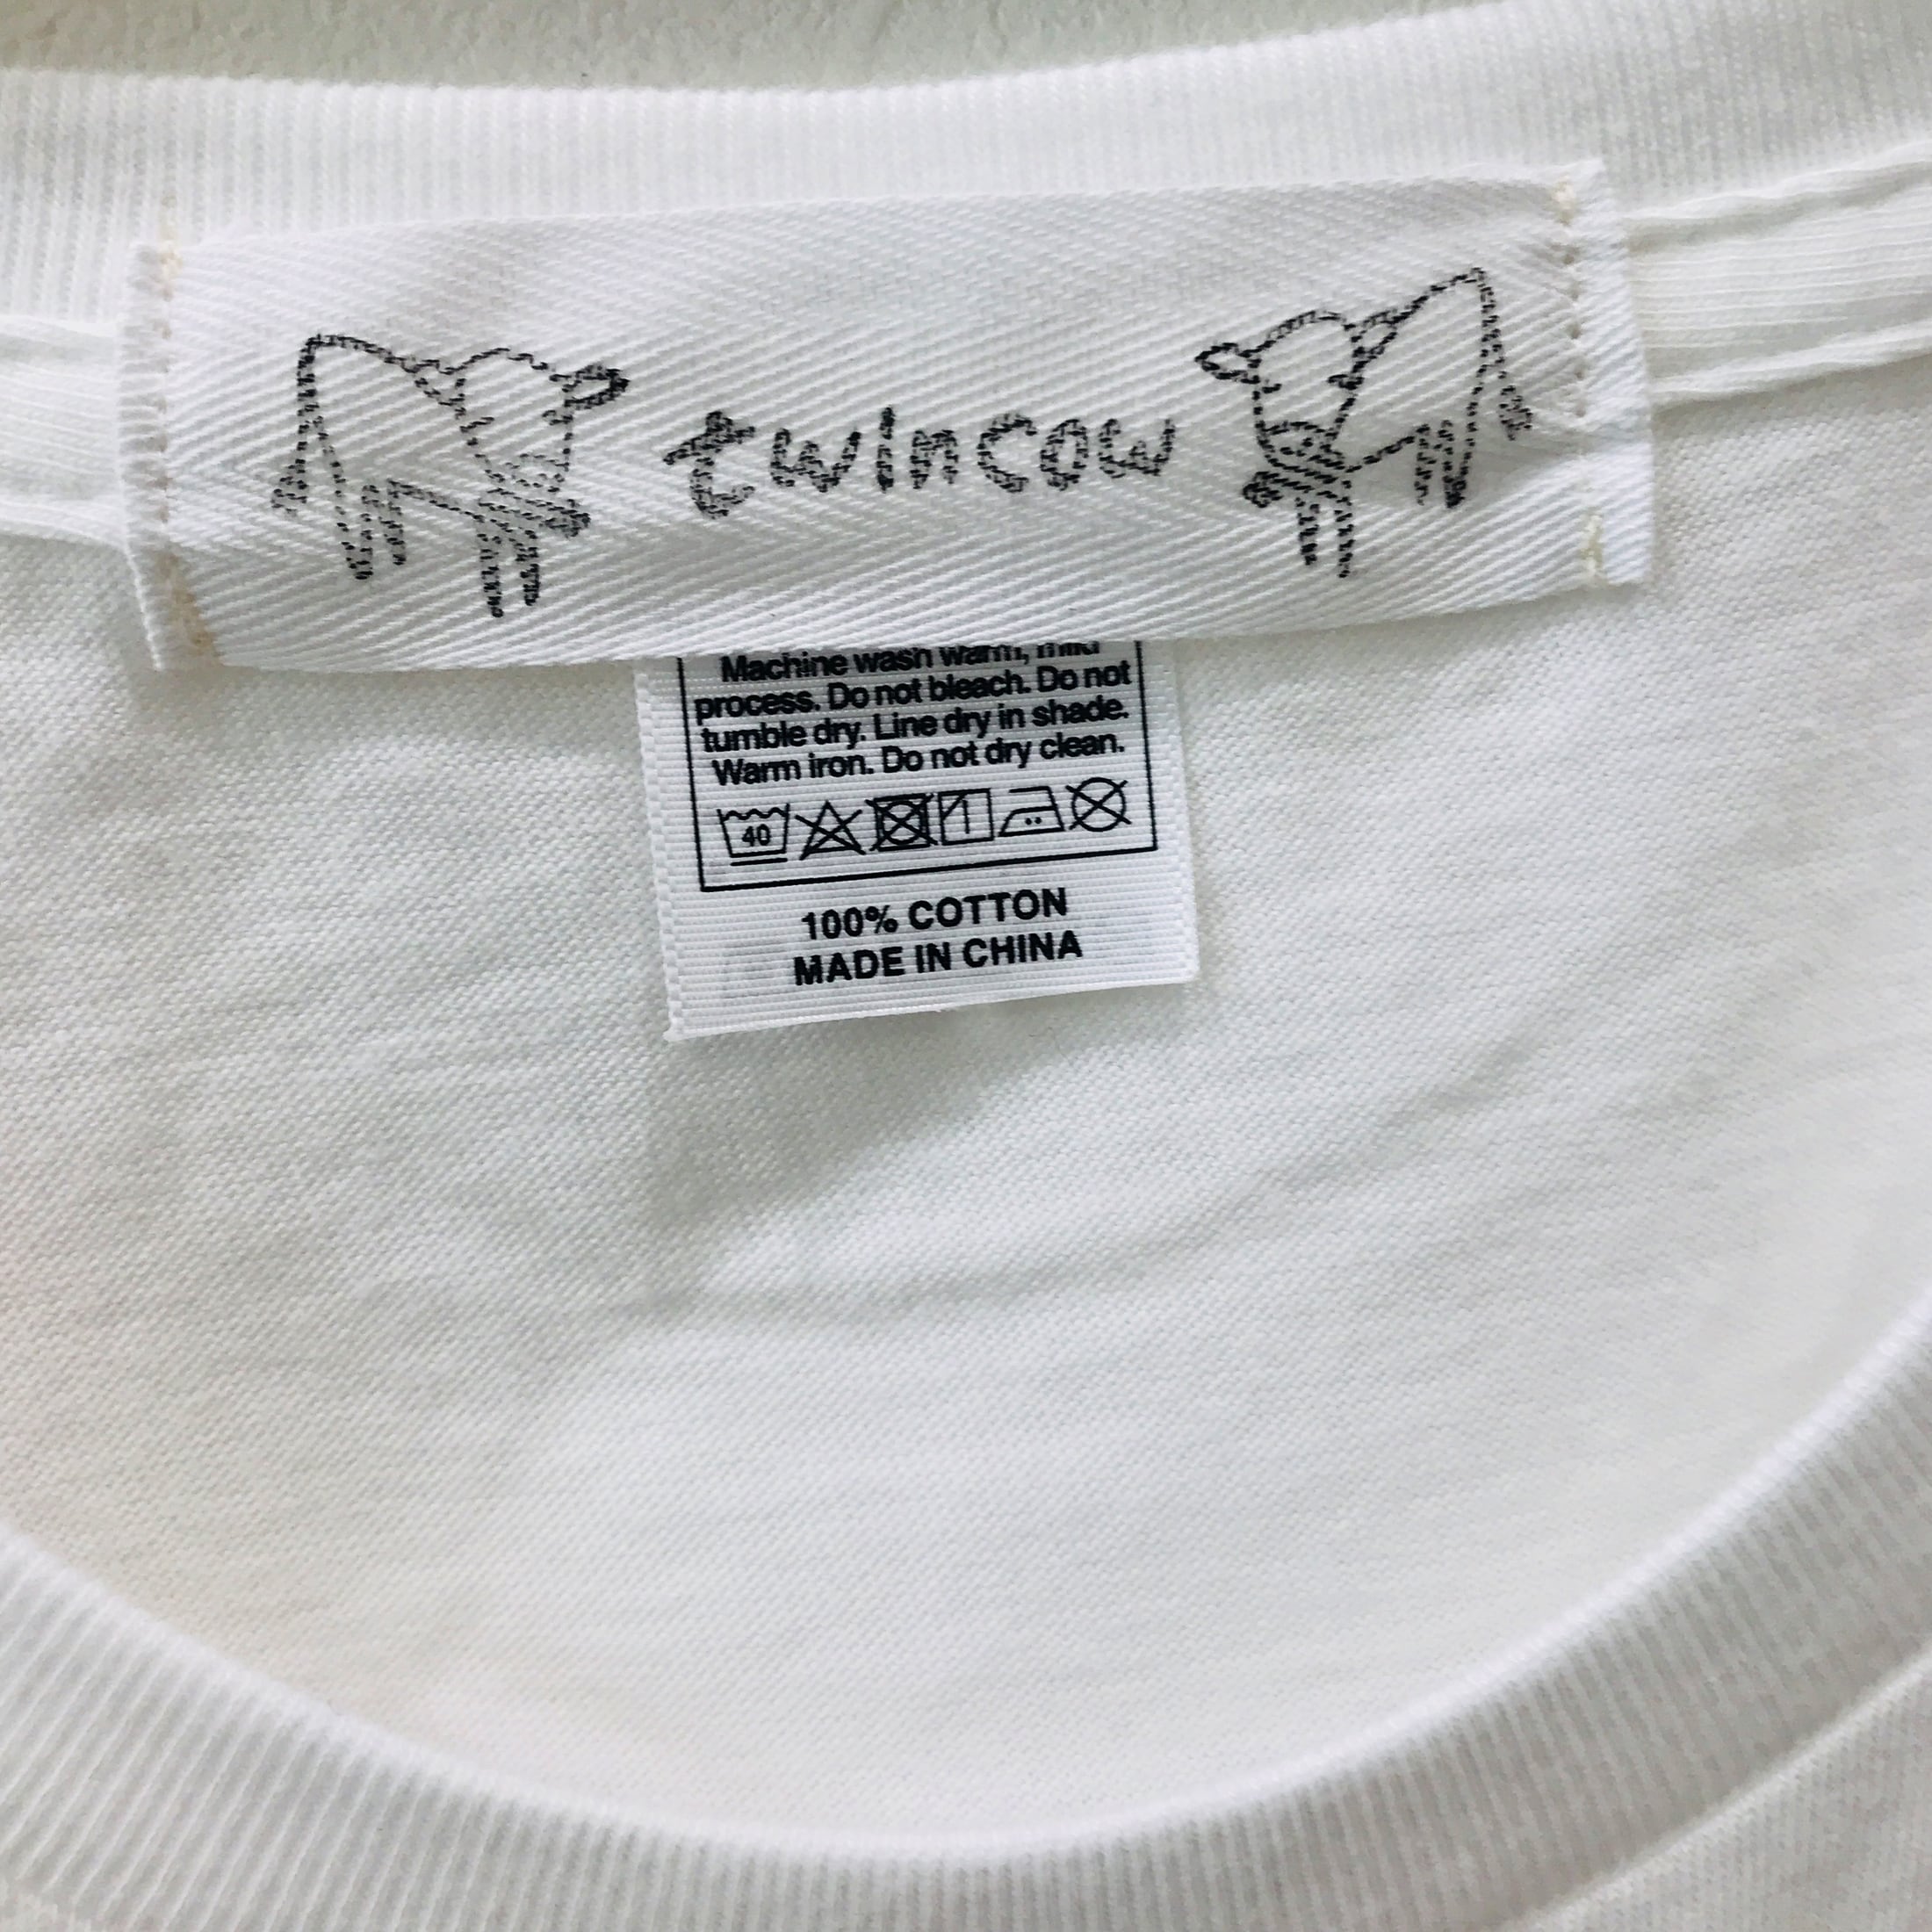 twincow
Machine wash warm, mild
process. Do not bleach. Do not
tumble dry. Line dry in shade.
Warm iron. Do not dry clean.
40
100% COTTON
MADE IN CHINA